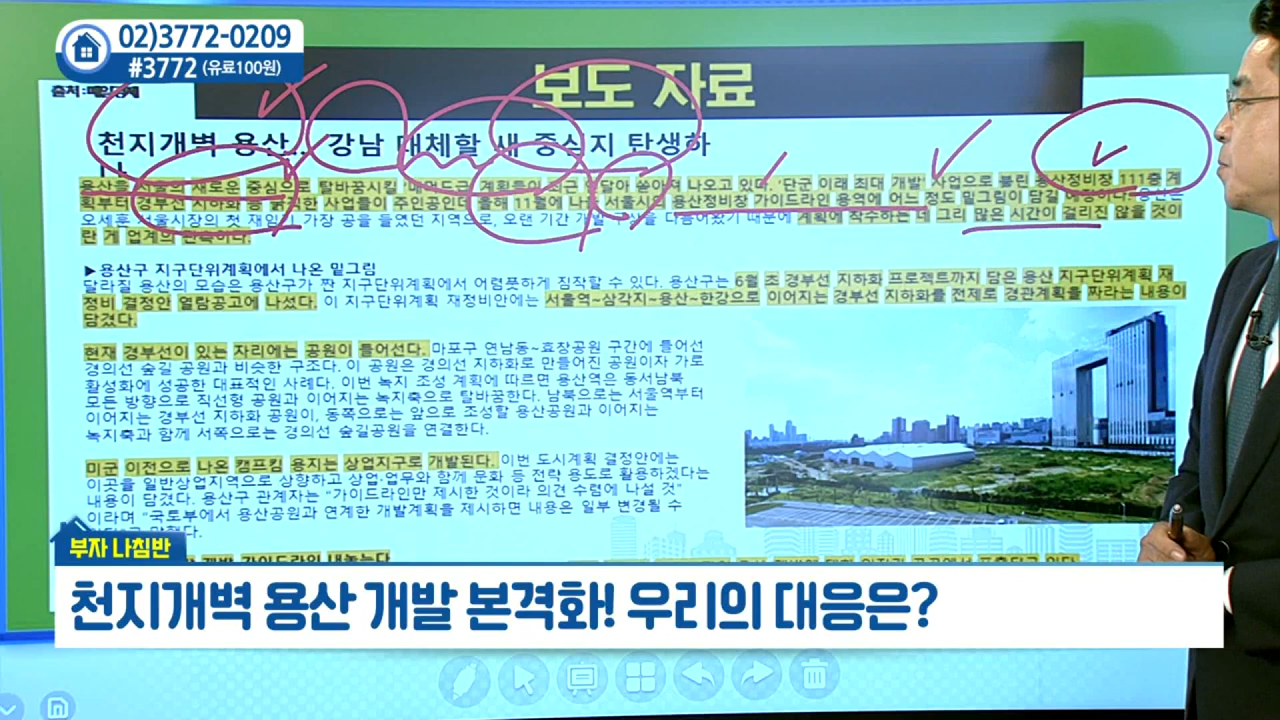 02)3772-0209
#3772 (유료100원)
보도 자료
천지개벽 용산... 강남 대체할 새 중심지 탄생하
용산을 서울의 새로운 중심으로 탈바꿈시킬 계획들이 최근 연달아 쏟아져 나오고 있다. '단군 이래 최대 개발' 사업으로 불린 용산정비창 111층 계
획부터 경부선 지하화 등 굵직한 사업들이 주인공인데 올해 11월에 나올 서울시의 용산정비창 가이드라인 용역에 어느 정도 밑그림이 담길 예정이다. 용산은
오세훈 서울시장의 첫 재임시 가장 공을 들였던 지역으로, 오랜 기간 개발 구상을 다듬어왔기 때문에 계획에 착수하는 데 그리 많은 시간이 걸리진 않을 것이
란 게 업계의 관측이다.
▶용산구 지구단위계획에서 나온 밑그림
달라질 용산의 모습은 용산구가 짠 지구단위계획에서 어렴풋하게 짐작할 수 있다. 용산구는 6월 초 경부선 지하화 프로젝트까지 담은 용산 지구단위계획 재
정비 결정안 열람공고에 나섰다. 이 지구단위계획 재정비안에는 서울역~삼각지~용산~한강으로 이어지는 경부선 지하화를 전제로 경관계획을 짜라는 내용이
담겼다.
현재 경부선이 있는 자리에는 공원이 들어선다. 마포구 연남동~효창공원 구간에 들어선
경의선 숲길 공원과 비슷한 구조다. 이 공원은 경의선 지하화로 만들어진 공원이자 가로
활성화에 성공한 대표적인 사례다. 이번 녹지 조성 계획에 따르면 용산역은 동서남북
모든 방향으로 직선형 공원과 이어지는 녹지축으로 탈바꿈한다. 남북으로는 서울역부터
이어지는 경부선 지하화 공원이, 동쪽으로는 앞으로 조성할 용산공원과 이어지는
녹지축과 함께 서쪽으로는 경의선 숲길공원을 연결한다.
미군 이전으로 나온 캠프킴 용지는 상업지구로 개발된다. 이번 도시계획 결정안에는
이곳을 일반상업지역으로 상향하고 상업·업무와 함께 문화 등 전략 용도로 활용하겠다는
내용이 담겼다. 용산구 관계자는 "가이드라인만 제시한 것이라 의견 수렴에 나설 것"
이라며 "국토부에서 용산공원과 연계한 개발계획을 제시하면 내용은 일부 변경될 수
개발 가이드라인 내놓는다
부자 나침반
천지개벽 용산 개발 본격화! 우리의 대응은?